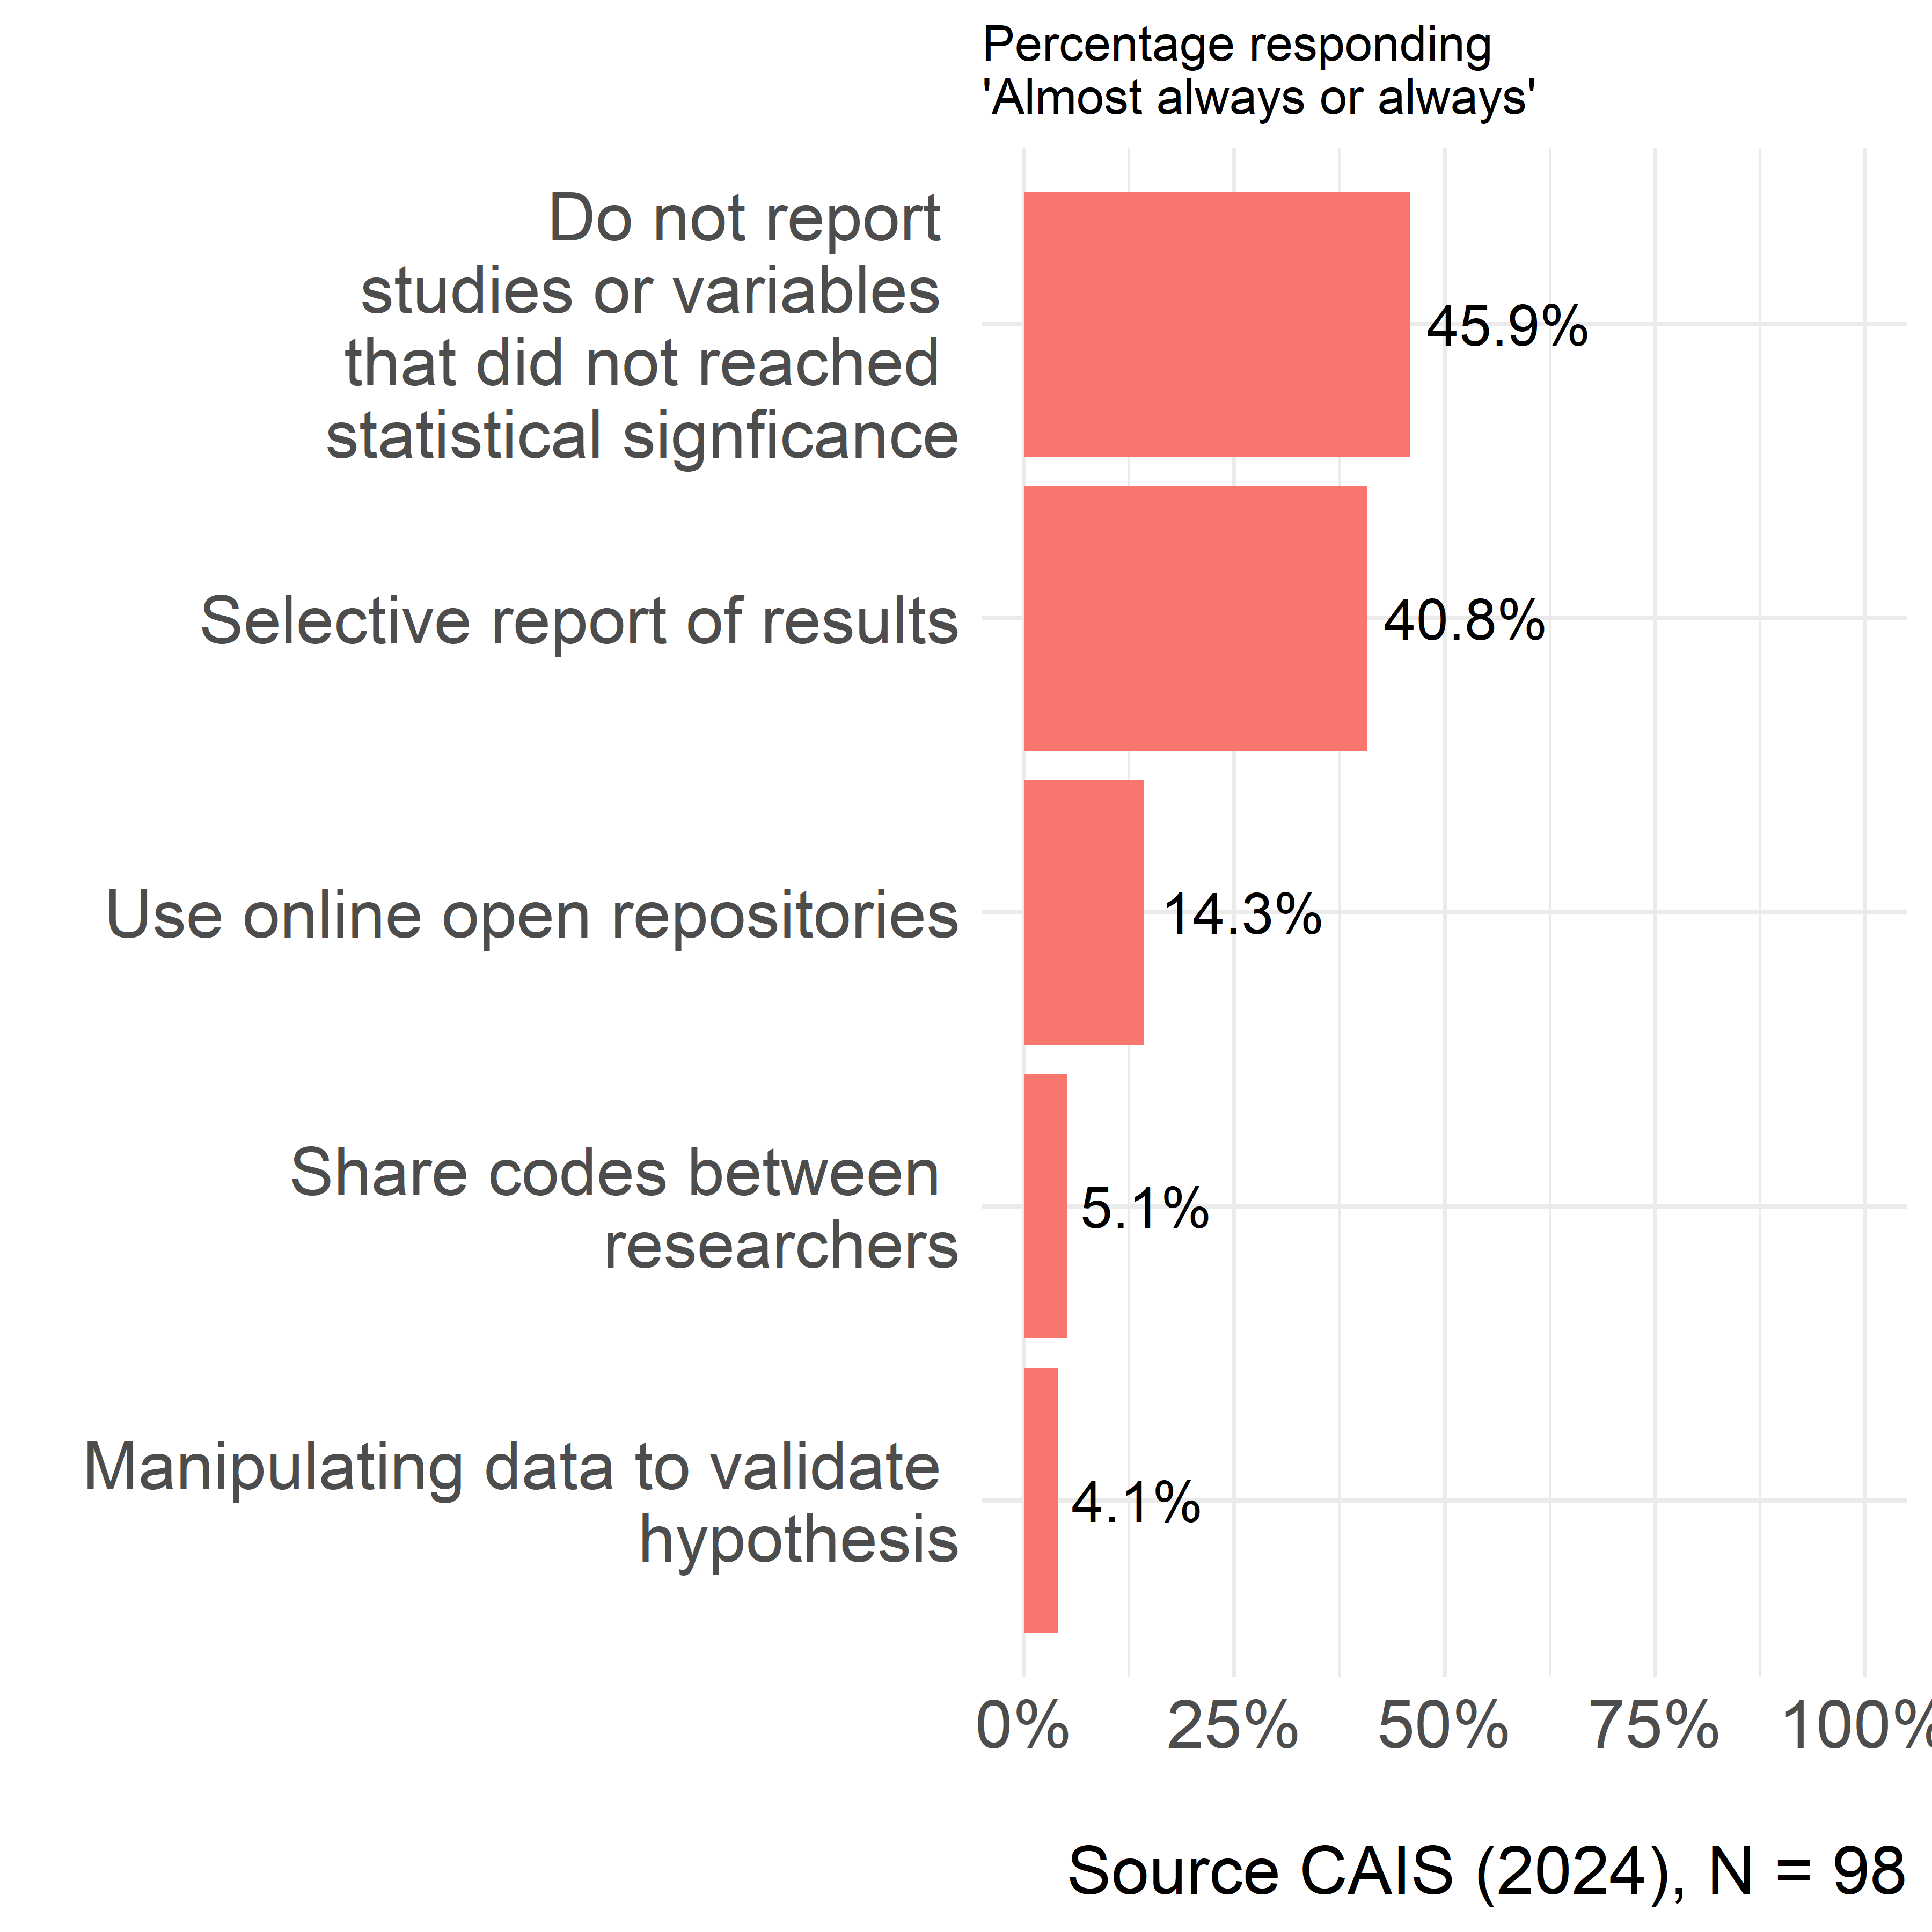 Percentage responding
'Almost always or always'
Do not report
studies or variables
that did not reached
statistical signficance
45.9%
Selective report of results
40.8%
Use online open repositories
14.3%
Share codes between
researchers
5.1%
Manipulating data to validate
hypothesis
4.1%
0% 25% 50% 75% 100%
Source CAIS (2024), N = 98